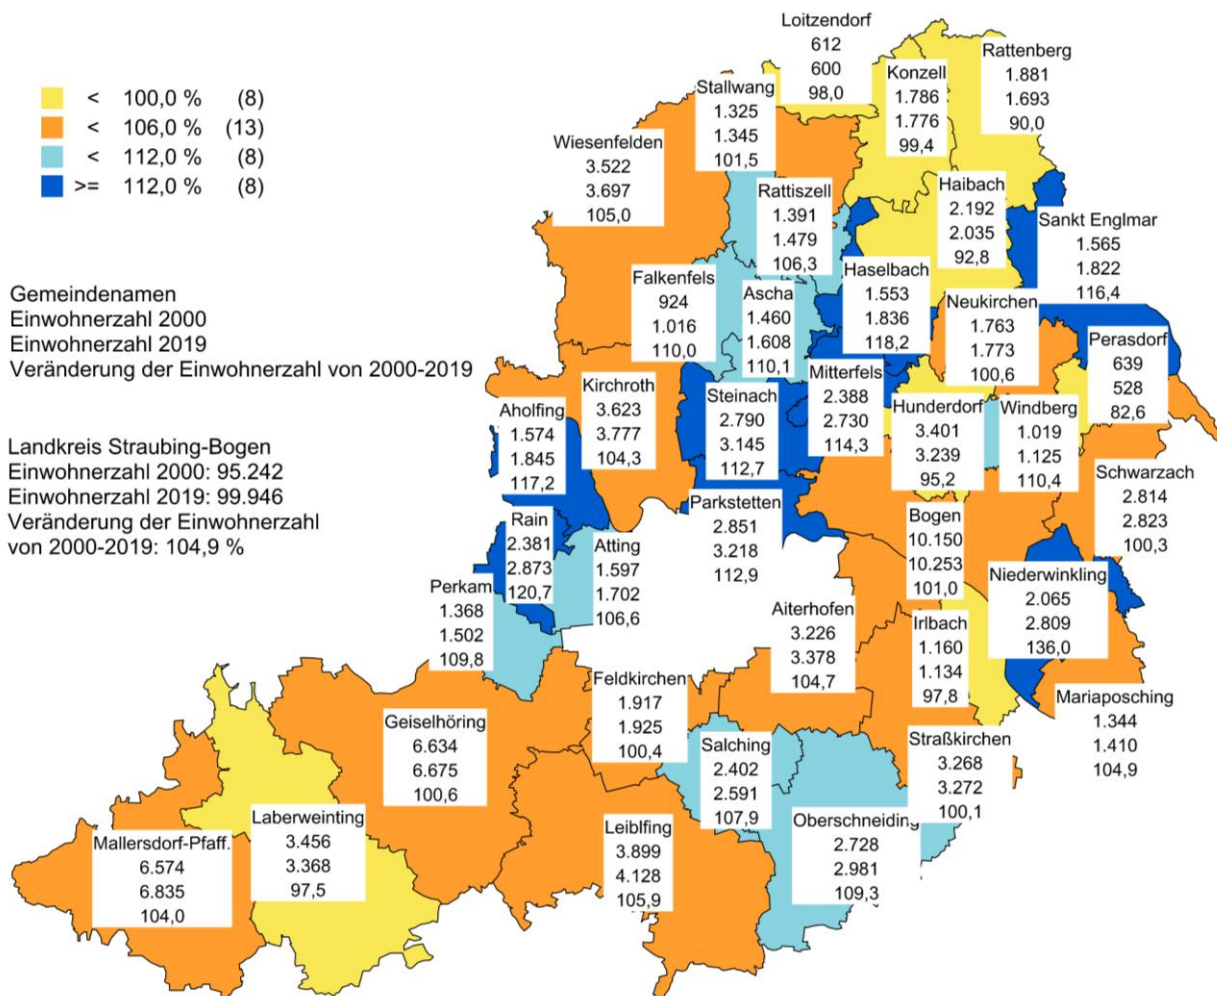 < 100,0 % (8)
< 106,0 % (13)
< 112,0 % (8)
>= 112,0 % (8)
Gemeindenamen
Einwohnerzahl 2000
Einwohnerzahl 2019
Veränderung der Einwohnerzahl von 2000-2019
Landkreis Straubing-Bogen
Einwohnerzahl 2000: 95.242
Einwohnerzahl 2019: 99.946
Veränderung der Einwohnerzahl
von 2000-2019: 104,9 %
Loitzendorf
612
600
98,0
Rattenberg
1.881
1.693
90,0
Konzell
1.786
1.776
99,4
Stallwang
1.325
1.345
101,5
Wiesenfelden
3.522
3.697
105,0
Rattiszell
1.391
1.479
106,3
Haibach
2.192
2.035
92,8
Sankt Englmar
1.565
1.822
116,4
Falkenfels
924
1.016
110,0
Ascha
1.460
1.608
110,1
Haselbach
1.553
1.836
118,2
Neukirchen
1.763
1.773
100,6
Perasdorf
639
528
82,6
Kirchroth
3.623
3.777
104,3
Steinach
2.790
3.145
112,7
Mitterfels
2.388
2.730
114,3
Hunderdorf
3.401
3.239
95,2
Windberg
1.019
1.125
110,4
Aholfing
1.574
1.845
117,2
Schwarzach
2.814
2.823
100,3
Parkstetten
2.851
3.218
112,9
Bogen
10.150
10.253
101,0
Rain
2.381
2.873
120,7
Atting
1.597
1.702
106,6
Niederwinkling
2.065
2.809
136,0
Perkam
1.368
1.502
109,8
Aiterhofen
3.226
3.378
104,7
Irlbach
1.160
1.134
97,8
Feldkirchen
1.917
1.925
100,4
Mariaposching
1.344
1.410
104,9
Geiselhöring
6.634
6.675
100,6
Salching
2.402
2.591
107,9
Straßkirchen
3.268
3.272
100,1
Laberweinting
3.456
3.368
97,5
Leiblfing
3.899
4.128
105,9
Oberschneiding
2.728
2.981
109,3
Mallersdorf-Pfaff.
6.574
6.835
104,0